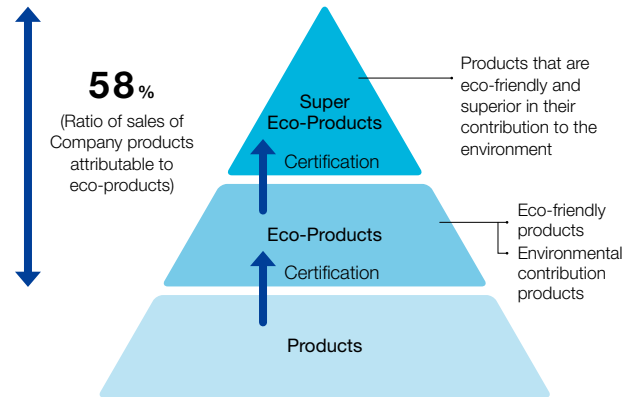 58%
(Ratio of sales of
Company products
attributable to
eco-products)
Super
Eco-Products
Certification
Products that are
eco-friendly and
superior in their
contribution to the
environment
Eco-Products
Certification
Eco-friendly
products
Environmental
contribution
products
Products